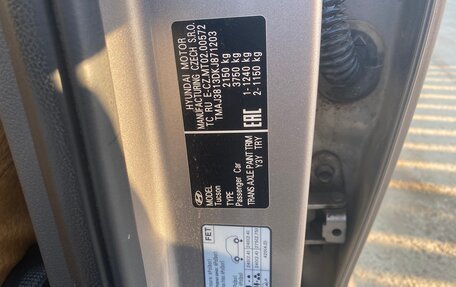 HYUNDAI MOTOR
MANUFACTURING CZECH S.R.O.
TC RU E-CZ.MT02.00572
TMAJ3813DKJ871203
2150 kg
3750 kg
1-1240 kg
2-1150 kg
EAC
MODEL
Tucson
TYPE
Passenger Car
TRANS AXLE PAINT TRIM
Y3Y TRY
FET